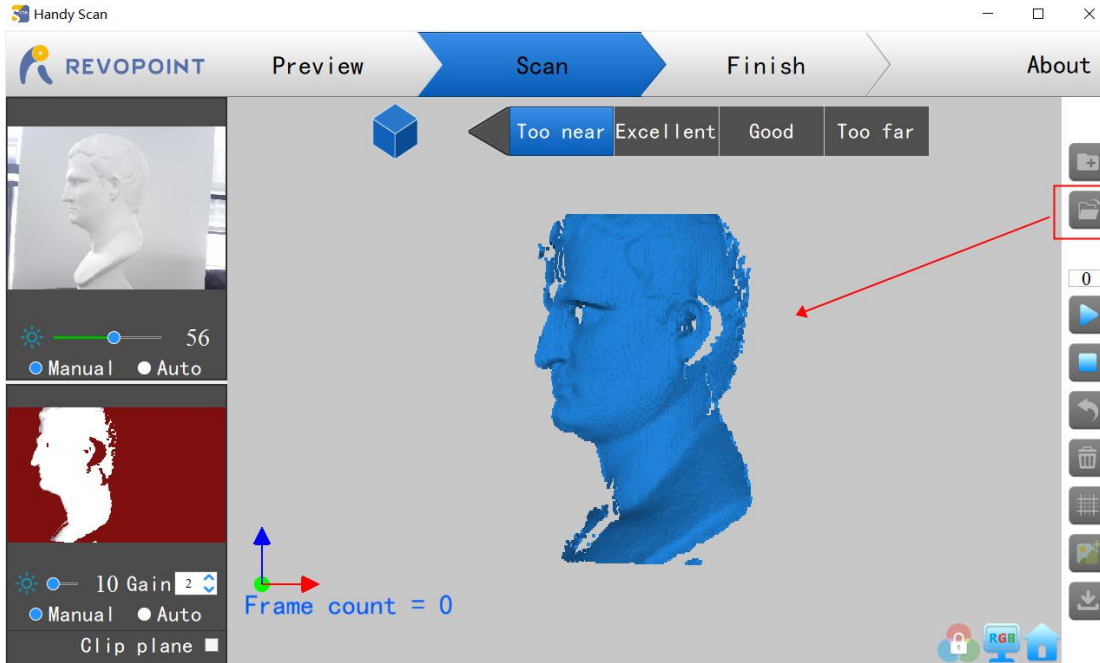 Handy Scan
REVOPOINT
Preview
Scan
Finish
About
Too near
Excellent
Good
Too far
56
Manual
Auto
0
10
Gain
2
Manual
Auto
Clip plane
Frame count = 0
RGB